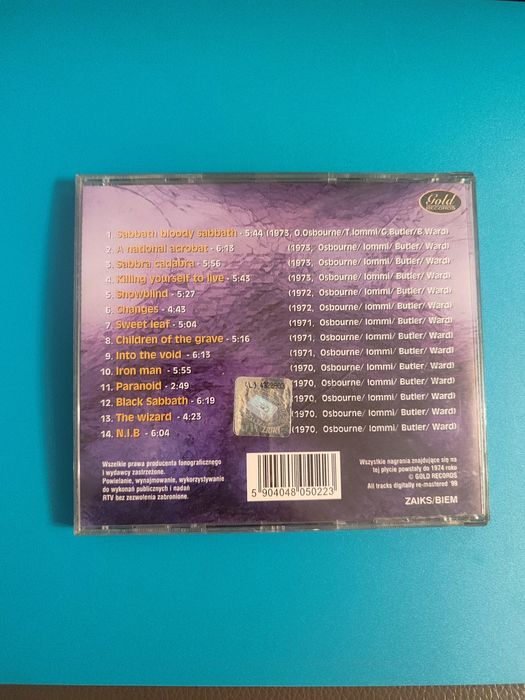 Gold
RECORDS
1. Sabbath bloody sabbath - 5:44 (1973, O.Osbourne/T.Iommi/G.Butler/B.Ward)
2. A national acrobat - 6:13 (1973, Osbourne/ Iommi/ Butler/ Ward)
3. Sabbra cadabra - 5:56 (1973, Osbourne/ Iommi/ Butler/ Ward)
4. Killing yourself to live - 5:43 (1973, Osbourne/ Iommi/ Butler/ Ward)
5. Snowblind - 5:27 (1972, Osbourne/ Iommi/ Butler/ Ward)
6. Changes - 4:43 (1972, Osbourne/ Iommi/ Butler/ Ward)
7. Sweet leaf - 5:04 (1971, Osbourne/ Iommi/ Butler/ Ward)
8. Children of the grave - 5:16 (1971, Osbourne/ Iommi/ Butler/ Ward)
9. Into the void - 6:13 (1971, Osbourne/ Iommi/ Butler/ Ward)
10. Iron man - 5:55 (1970, Osbourne/ Iommi/ Butler/ Ward)
11. Paranoid - 2:49 (1970, Osbourne/ Iommi/ Butler/ Ward)
12. Black Sabbath - 6:19 (1970, Osbourne/ Iommi/ Butler/ Ward)
13. The wizard - 4:23 (1970, Osbourne/ Iommi/ Butler/ Ward)
14. N.I.B - 6:04 (1970, Osbourne/ Iommi/ Butler/ Ward)
Wszelkie prawa producenta fonograficznego
i wydawcy zastrzeżone.
Powielanie, wynajmowanie, wykorzystywanie
do wykonań publicznych i nadań
RTV bez zezwolenia zabronione.
5 904048 050223
Wszystkie nagrania znajdujące się na
tej płycie powstały do 1974 roku
© GOLD RECORDS
All tracks digitally re-mastered '99
ZAIKS/BIEM